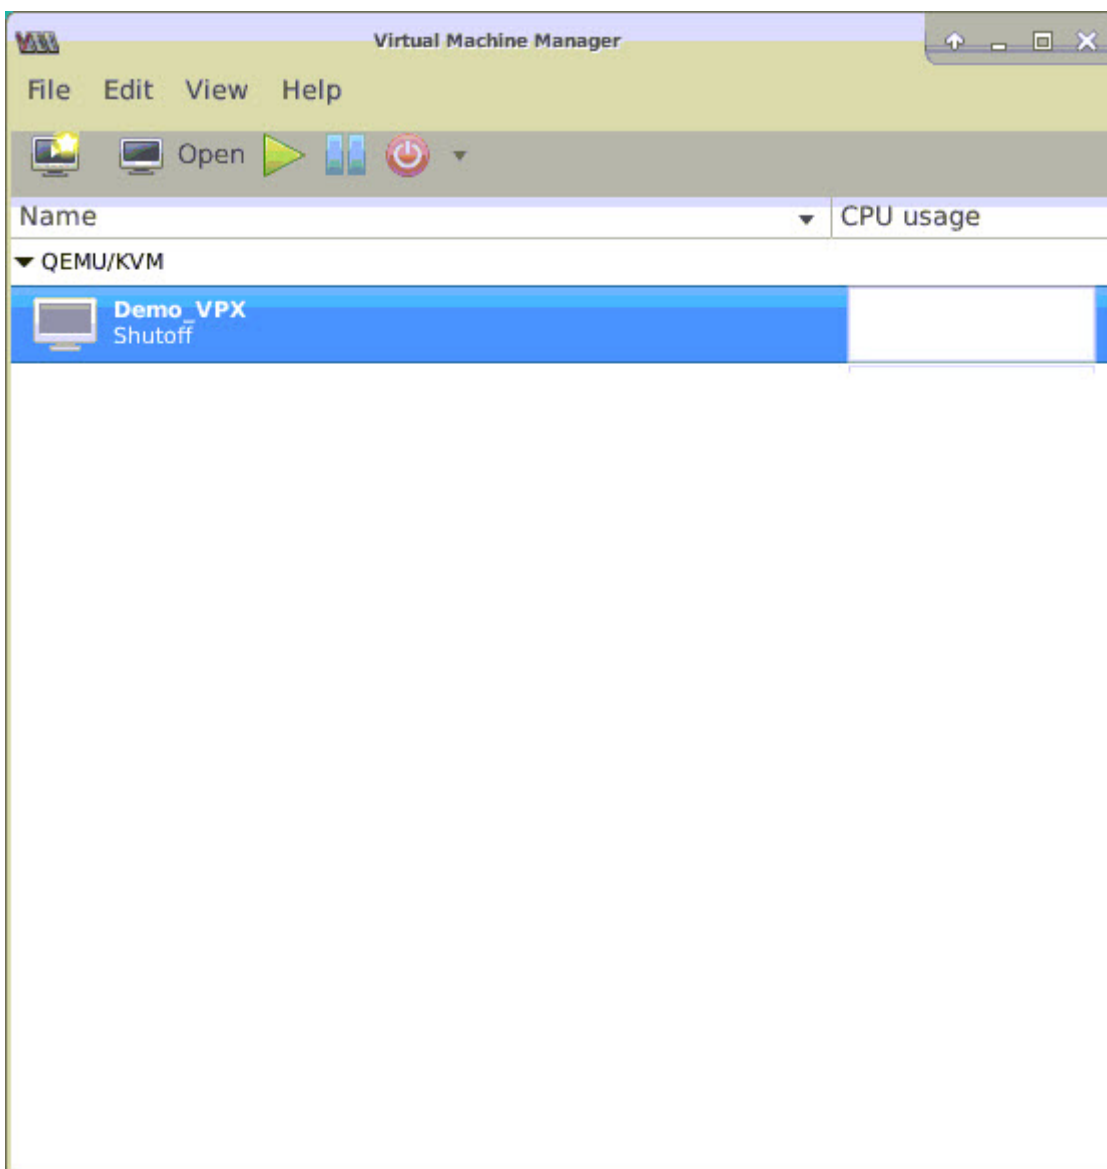 Virtual Machine Manager
File Edit View Help
Open
Name CPU usage
QEMU/KVM
Demo_VPX
Shutoff